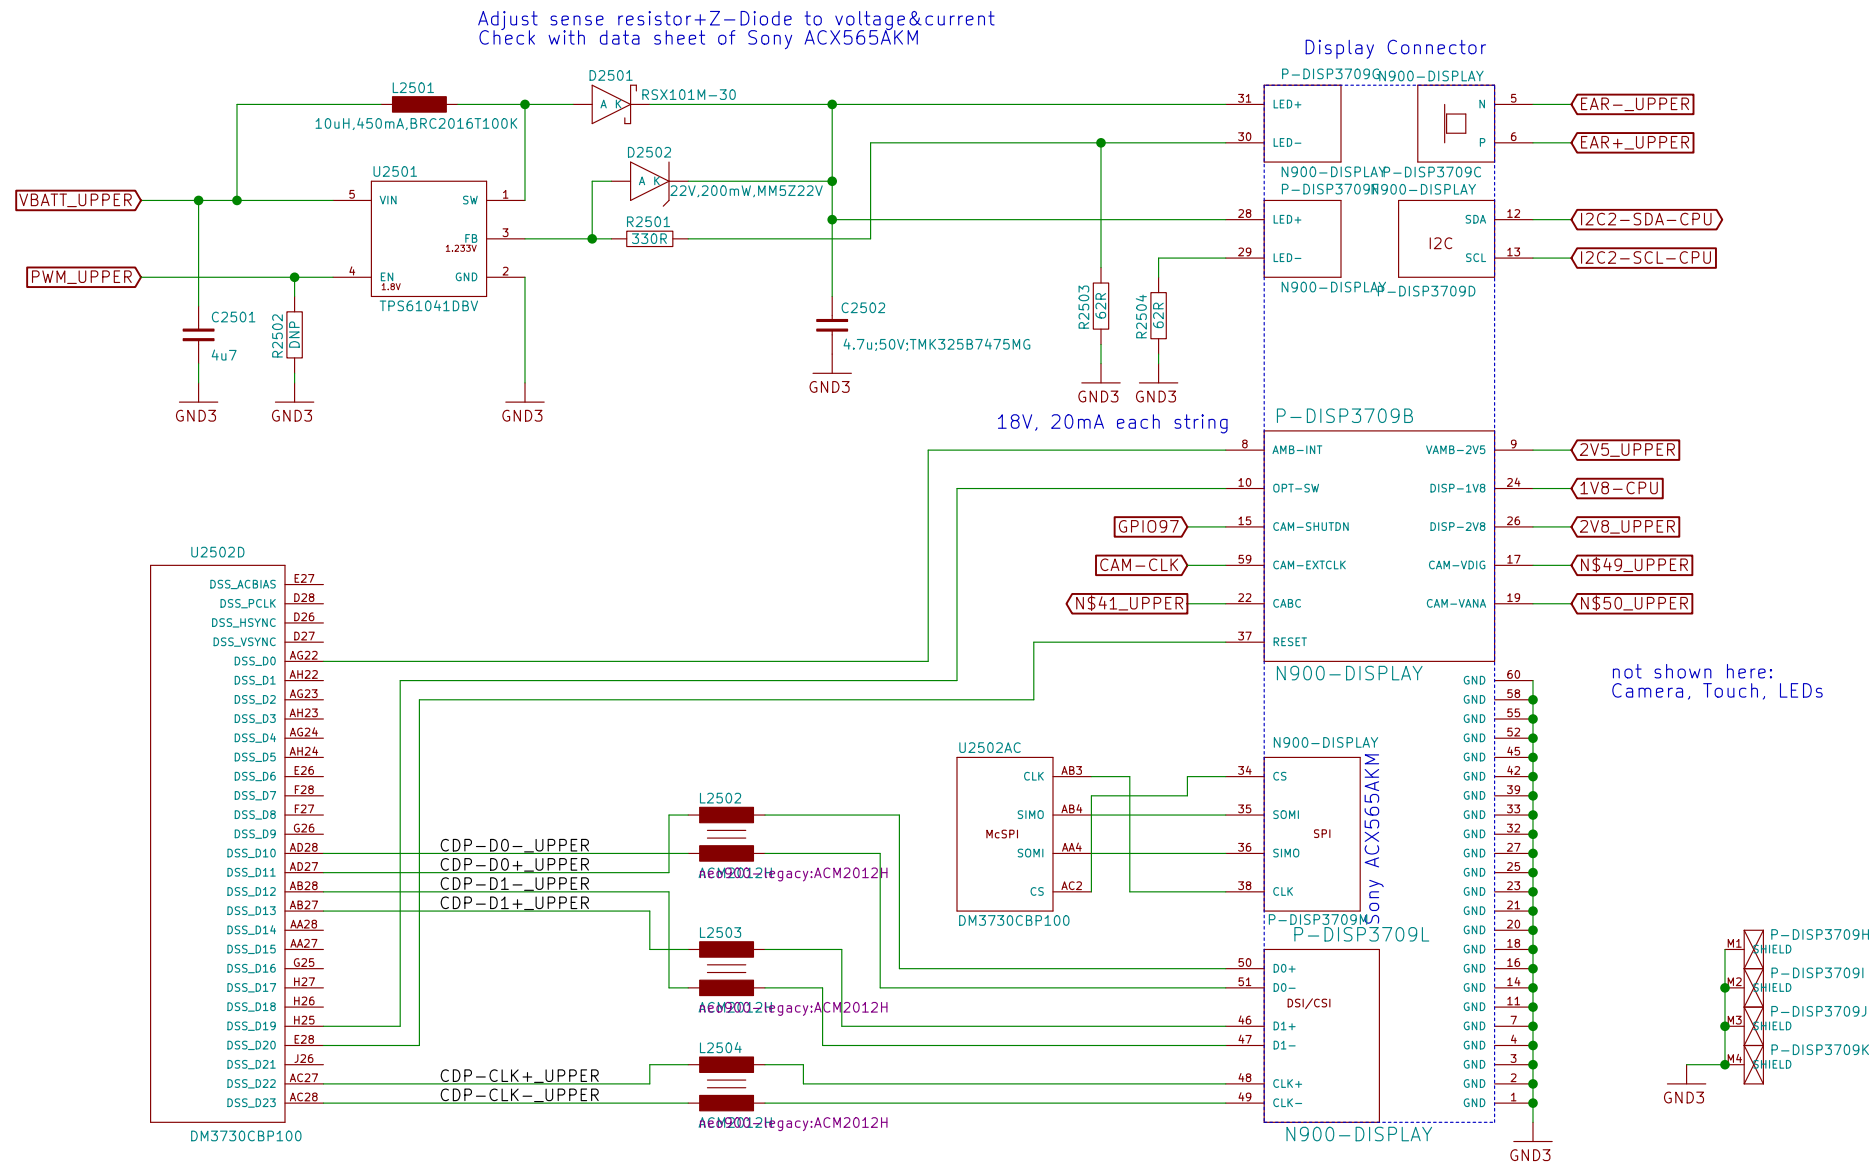 Adjust sense resistor+Z-Diode to voltage&current
Check with data sheet of Sony ACX565AKM
Display Connector
L2501
10uH,450mA,BRC2016T100K
D2501
A K
RSX101M-30
D2502
A K
22V,200mW,MM5Z22V
R2501
330R
U2501
5 VIN
SW 1
FB 3
1.233V
4 EN
1.8V
GND 2
TPS61041DBV
VBATT_UPPER
PWM_UPPER
C2501
4u7
R2502
DNP
GND3
GND3
GND3
C2502
4.7u;50V;TMK325B7475MG
GND3
R2503
62R
GND3
R2504
62R
GND3
18V, 20mA each string
P-DISP3709G
N900-DISPLAY
31 LED+
30 LED-
N 5
P 6
EAR-_UPPER
EAR+_UPPER
N900-DISPLAY
P-DISP3709C
P-DISP3709F
N900-DISPLAY
28 LED+
29 LED-
SDA 12
SCL 13
I2C
I2C2-SDA-CPU
I2C2-SCL-CPU
N900-DISPLAY
P-DISP3709D
P-DISP3709B
8 AMB-INT
10 OPT-SW
15 CAM-SHUTDN
59 CAM-EXTCLK
22 CABC
37 RESET
VAMB-2V5 9
DISP-1V8 24
DISP-2V8 26
CAM-VDIG 17
CAM-VANA 19
GPIO97
CAM-CLK
N$41_UPPER
2V5_UPPER
1V8-CPU
2V8_UPPER
N$49_UPPER
N$50_UPPER
N900-DISPLAY
not shown here:
Camera, Touch, LEDs
U2502D
DSS_ACBIAS E27
DSS_PCLK D28
DSS_HSYNC D26
DSS_VSYNC D27
DSS_D0 AG22
DSS_D1 AH22
DSS_D2 AG23
DSS_D3 AH23
DSS_D4 AG24
DSS_D5 AH24
DSS_D6 E26
DSS_D7 F28
DSS_D8 F27
DSS_D9 G26
DSS_D10 AD28
DSS_D11 AD27
DSS_D12 AB28
DSS_D13 AB27
DSS_D14 AA28
DSS_D15 AA27
DSS_D16 G25
DSS_D17 H27
DSS_D18 H26
DSS_D19 H25
DSS_D20 E28
DSS_D21 J26
DSS_D22 AC27
DSS_D23 AC28
DM3730CBP100
CDP-D0-_UPPER
CDP-D0+_UPPER
CDP-D1-_UPPER
CDP-D1+_UPPER
CDP-CLK+_UPPER
CDP-CLK-_UPPER
L2502
ACM2012H
neo900-legacy:ACM2012H
L2503
ACM2012H
neo900-legacy:ACM2012H
L2504
ACM2012H
neo900-legacy:ACM2012H
U2502AC
McSPI
CLK AB3
SIMO AB4
SOMI AA4
CS AC2
DM3730CBP100
N900-DISPLAY
34 CS
35 SOMI
36 SIMO
38 CLK
SPI
P-DISP3709M
Sony ACX565AKM
P-DISP3709L
50 D0+
51 D0-
DSI/CSI
46 D1+
47 D1-
48 CLK+
49 CLK-
N900-DISPLAY
GND 60
GND 58
GND 55
GND 52
GND 45
GND 42
GND 39
GND 33
GND 32
GND 27
GND 25
GND 23
GND 21
GND 20
GND 18
GND 16
GND 14
GND 11
GND 7
GND 4
GND 3
GND 2
GND 1
GND3
P-DISP3709H
M1 SHIELD
P-DISP3709I
M2 SHIELD
P-DISP3709J
M3 SHIELD
P-DISP3709K
M4 SHIELD
GND3